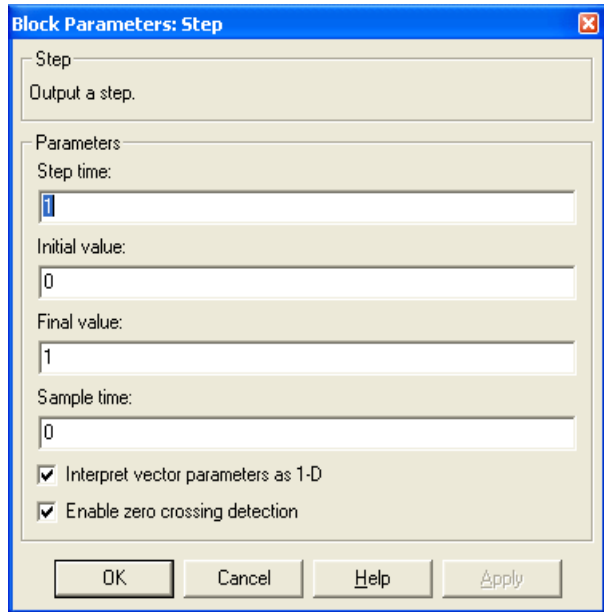 Block Parameters: Step
Step
Output a step.
Parameters
Step time:
1
Initial value:
0
Final value:
1
Sample time:
0
Interpret vector parameters as 1-D
Enable zero crossing detection
OK Cancel Help Apply